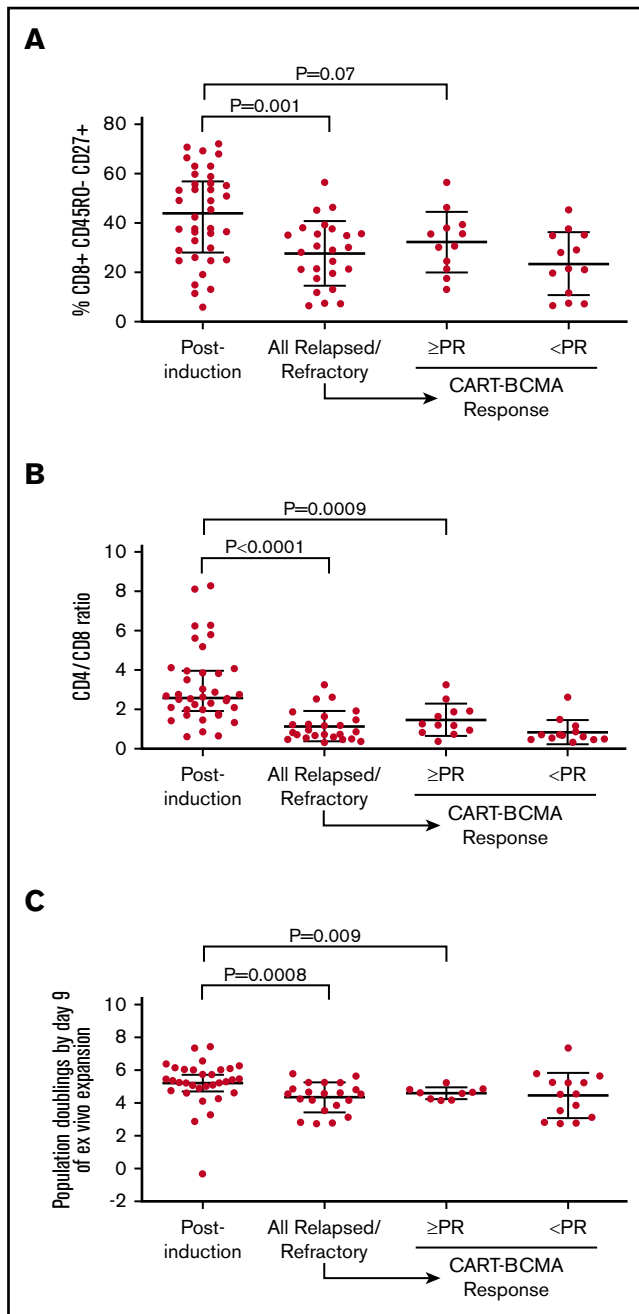 A
P=0.07
P=0.001
% CD8+ CD45RO- CD27+
80
60
40
20
0
Post-
induction
All Relapsed/
Refractory
≥PR
<PR
CART-BCMA
Response
B
P=0.0009
P<0.0001
CD4/CD8 ratio
10
8
6
4
2
0
Post-
induction
All Relapsed/
Refractory
≥PR
<PR
CART-BCMA
Response
C
P=0.009
P=0.0008
Population doublings by day 9
of ex vivo expansion
10
8
6
4
2
0
-2
Post-
induction
All Relapsed/
Refractory
≥PR
<PR
CART-BCMA
Response